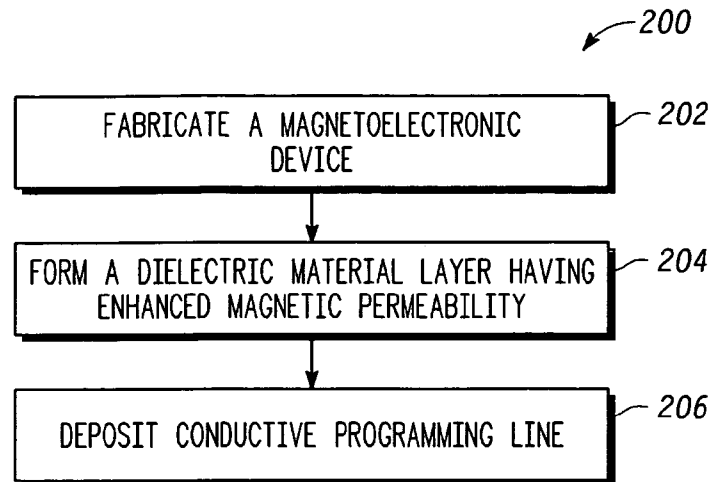 200
FABRICATE A MAGNETOELECTRONIC
DEVICE
202
FORM A DIELECTRIC MATERIAL LAYER HAVING
ENHANCED MAGNETIC PERMEABILITY
204
DEPOSIT CONDUCTIVE PROGRAMMING LINE
206